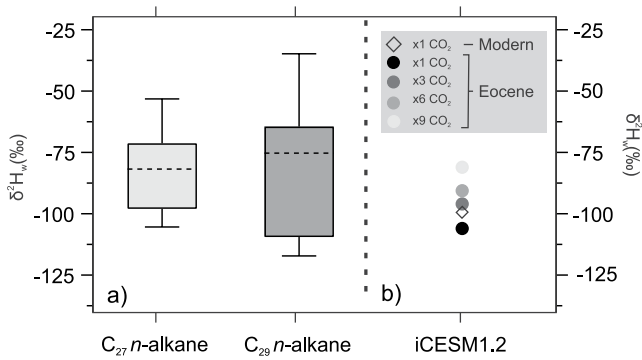 -25
-50
-75
-100
-125
δ²Hw(‰)
a)
C27 n-alkane
C29 n-alkane
x1 CO2 – Modern
x1 CO2
x3 CO2
x6 CO2
x9 CO2
Eocene
b)
iCESM1.2
-25
-50
-75
-100
-125
δ²Hw(‰)